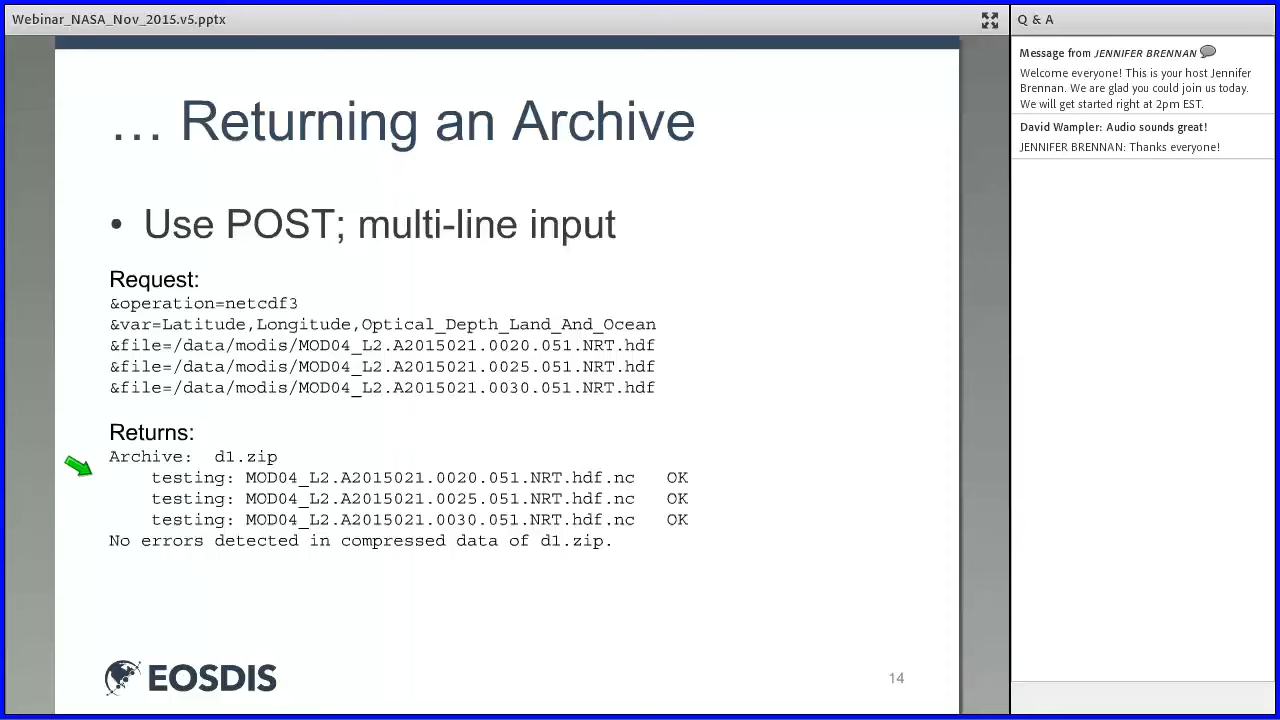 Webinar_NASA_Nov_2015.v5.pptx
… Returning an Archive
• Use POST; multi-line input
Request:
&operation=netcdf3
&var=Latitude,Longitude,Optical_Depth_Land_And_Ocean
&file=/data/modis/MOD04_L2.A2015021.0020.051.NRT.hdf
&file=/data/modis/MOD04_L2.A2015021.0025.051.NRT.hdf
&file=/data/modis/MOD04_L2.A2015021.0030.051.NRT.hdf
Returns:
Archive:  d1.zip
testing: MOD04_L2.A2015021.0020.051.NRT.hdf.nc   OK
testing: MOD04_L2.A2015021.0025.051.NRT.hdf.nc   OK
testing: MOD04_L2.A2015021.0030.051.NRT.hdf.nc   OK
No errors detected in compressed data of d1.zip.
EOSDIS
14
Q & A
Message from JENNIFER BRENNAN
Welcome everyone! This is your host Jennifer
Brennan. We are glad you could join us today.
We will get started right at 2pm EST.
David Wampler: Audio sounds great!
JENNIFER BRENNAN: Thanks everyone!